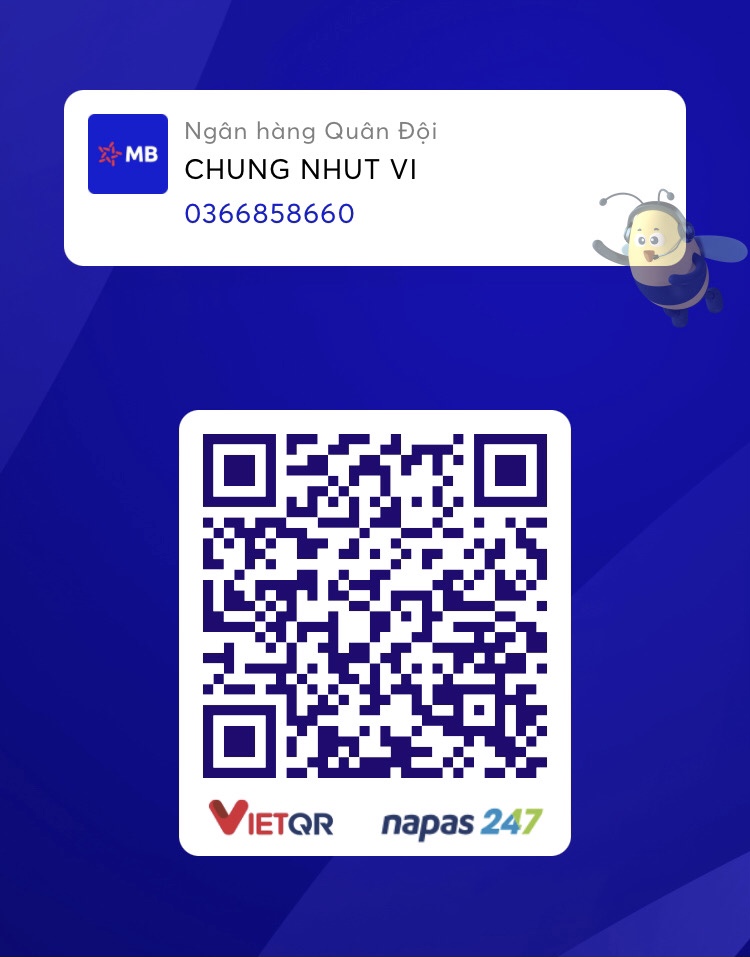 MB
Ngân hàng Quân Đội
CHUNG NHUT VI
0366858660
VIETQR
napas 247